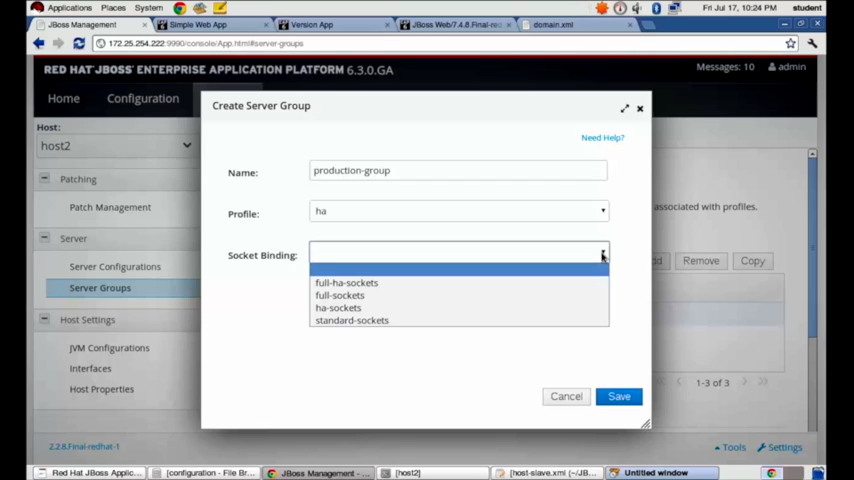 Applications Places System
Fri Jul 17, 10:24 PM student
JBoss Management
Simple Web App
Version App
JBoss Web/7.4.8.Final-red
domain.xml
172.25.254.222:9990/console/App.html#server-groups
RED HAT JBOSS ENTERPRISE APPLICATION PLATFORM 6.3.0.GA
Messages: 10 admin
Home Configuration
Create Server Group
Host:
host2
Need Help?
Patching
Patch Management
Server
Server Configurations
Server Groups
Host Settings
JVM Configurations
Interfaces
Host Properties
Name: production-group
Profile: ha
Socket Binding:
full-ha-sockets
full-sockets
ha-sockets
standard-sockets
Cancel Save
associated with profiles.
Remove Copy
1-3 of 3
2.2.8.Final-redhat-1
Tools Settings
Red Hat JBoss Applic...
[configuration - File Br...
JBoss Management - ...
[host2]
[host-slave.xml (~/JB...
Untitled window